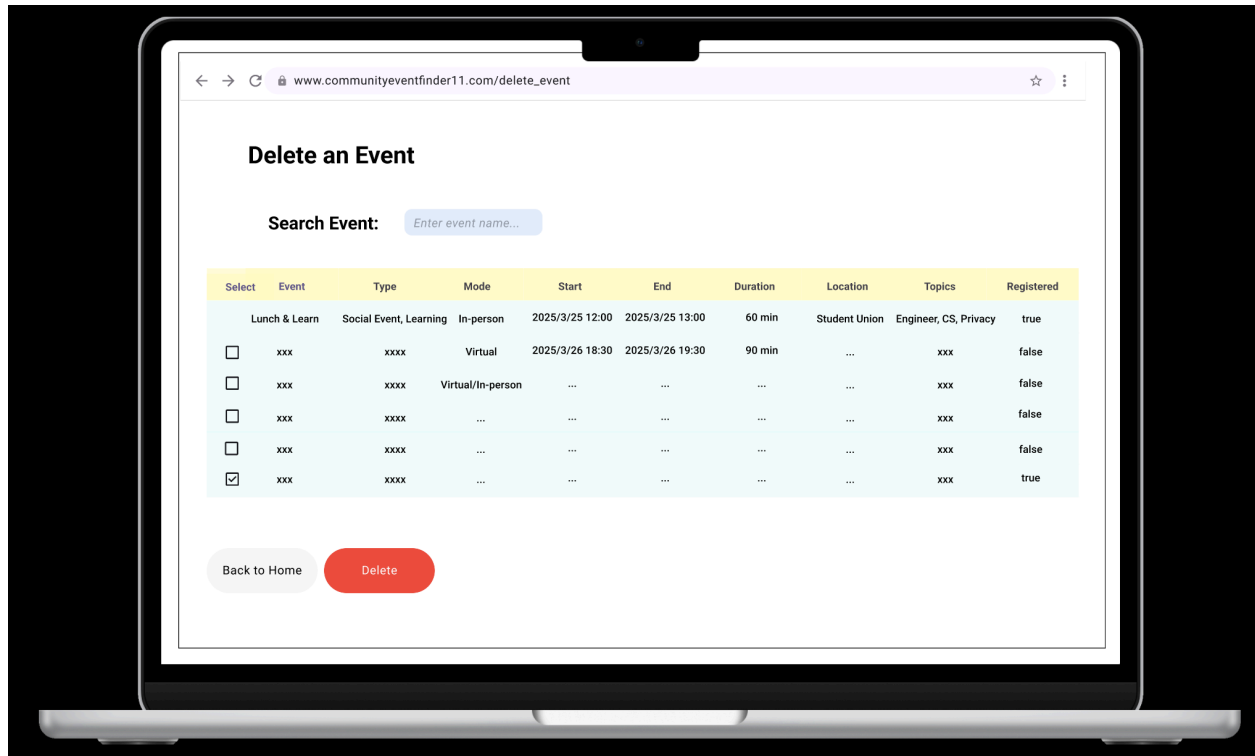 www.communityeventfinder11.com/delete_event
Delete an Event
Search Event: Enter event name...
Select Event Type Mode Start End Duration Location Topics Registered
Lunch & Learn Social Event, Learning In-person 2025/3/25 12:00 2025/3/25 13:00 60 min Student Union Engineer, CS, Privacy true
xxx xxxx Virtual 2025/3/26 18:30 2025/3/26 19:30 90 min ... xxx false
xxx xxxx Virtual/In-person ... ... ... ... xxx false
xxx xxxx ... ... ... ... ... xxx false
xxx xxxx ... ... ... ... ... xxx false
xxx xxxx ... ... ... ... ... xxx true
Back to Home Delete